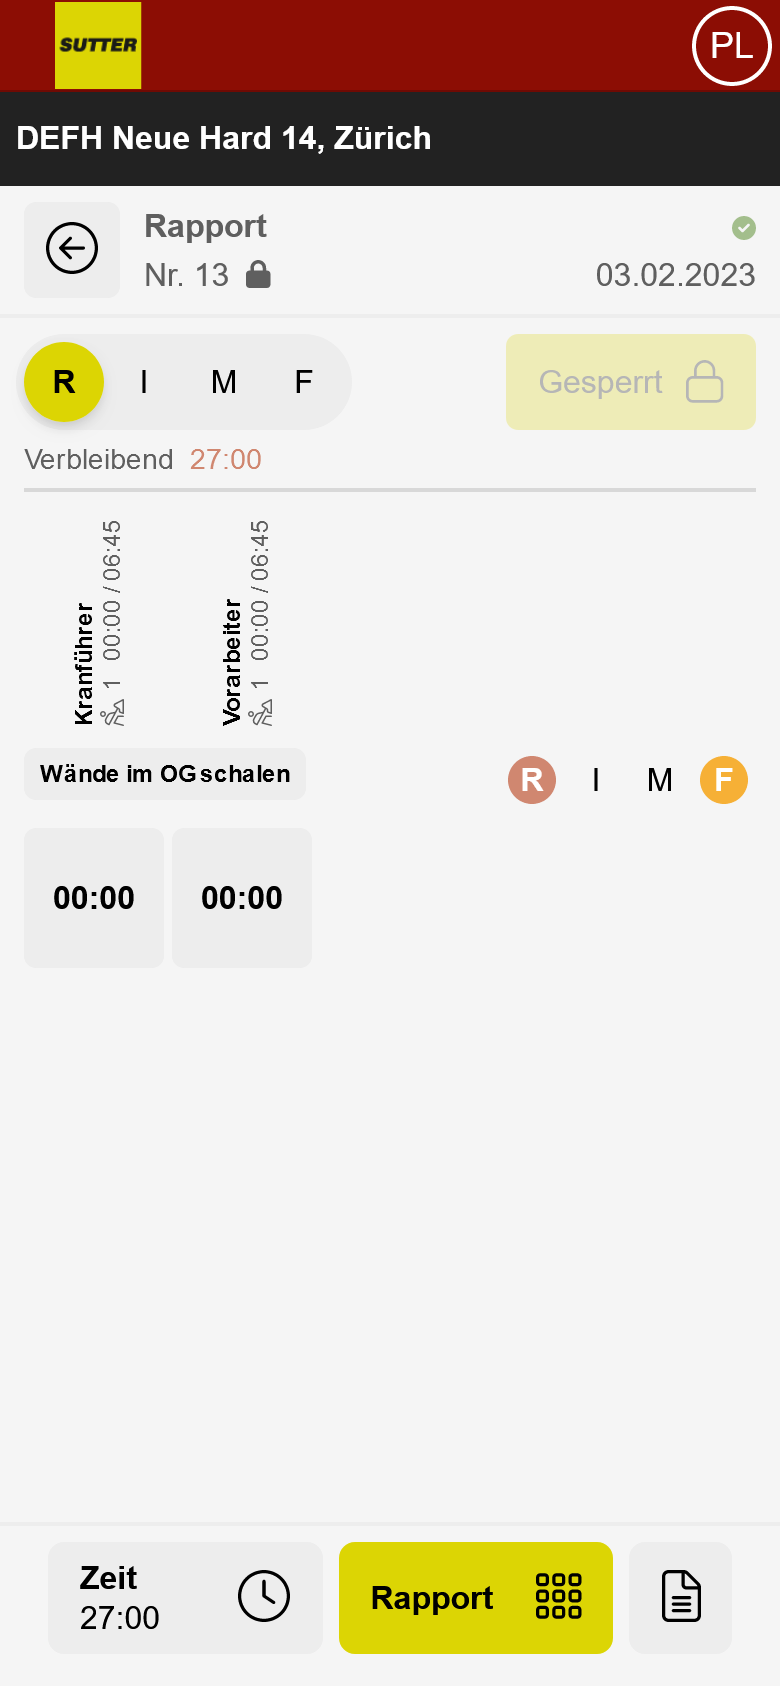 SUTTER
PL
DEFH Neue Hard 14, Zürich
Rapport
Nr. 13
03.02.2023
R I M F
Gesperrt
Verbleibend 27:00
Kranführer
1 00:00 / 06:45
Vorarbeiter
1 00:00 / 06:45
Wände im OG schalen
R I M F
00:00 00:00
Zeit
27:00
Rapport